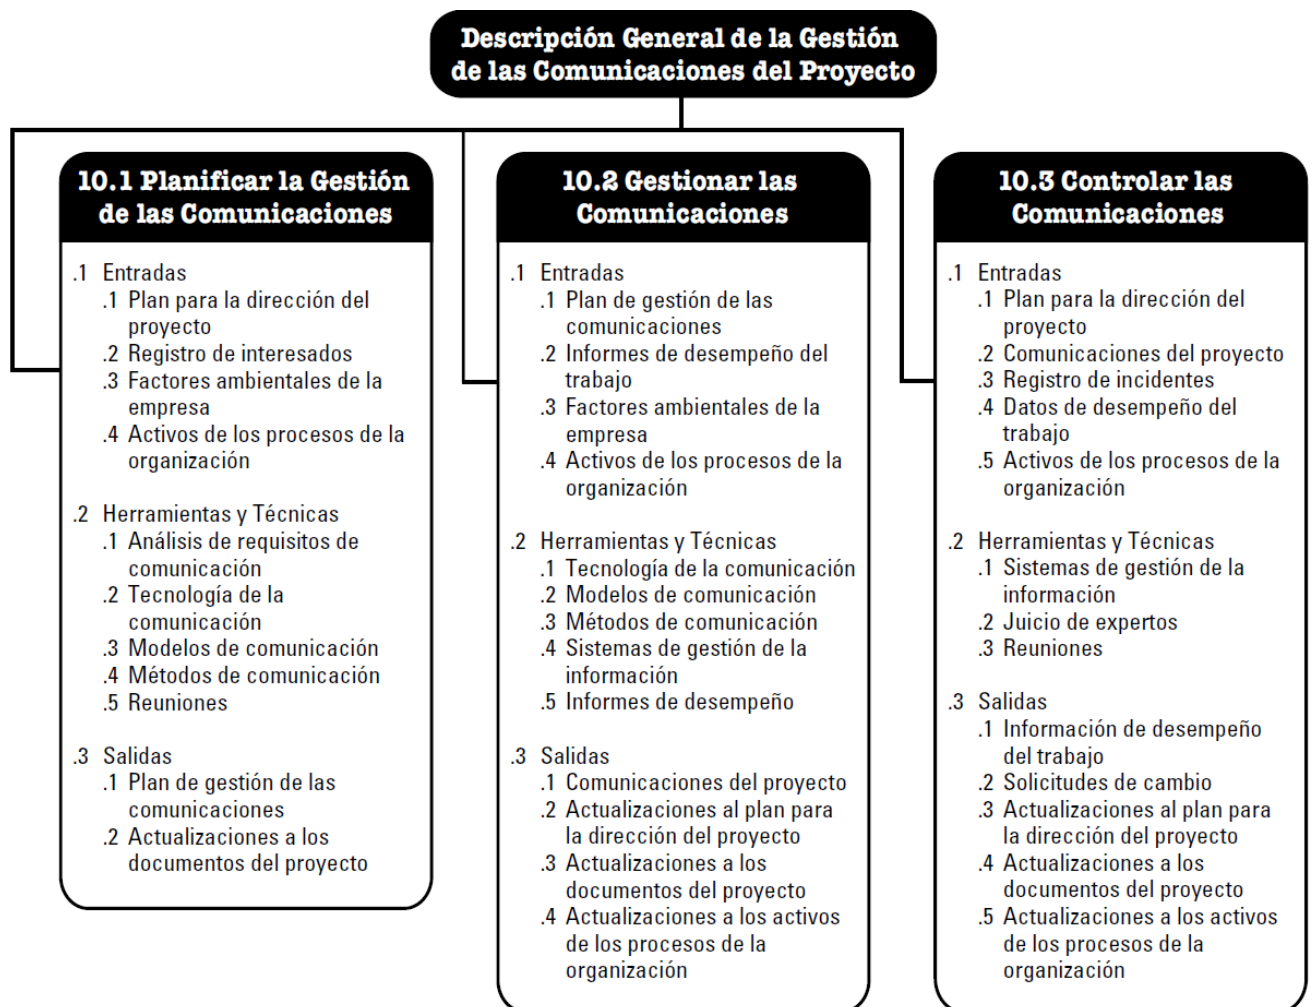 Descripción General de la Gestión
de las Comunicaciones del Proyecto
10.1 Planificar la Gestión
de las Comunicaciones
.1 Entradas
.1 Plan para la dirección del
proyecto
.2 Registro de interesados
.3 Factores ambientales de la
empresa
.4 Activos de los procesos de la
organización
.2 Herramientas y Técnicas
.1 Análisis de requisitos de
comunicación
.2 Tecnología de la
comunicación
.3 Modelos de comunicación
.4 Métodos de comunicación
.5 Reuniones
.3 Salidas
.1 Plan de gestión de las
comunicaciones
.2 Actualizaciones a los
documentos del proyecto
10.2 Gestionar las
Comunicaciones
.1 Entradas
.1 Plan de gestión de las
comunicaciones
.2 Informes de desempeño del
trabajo
.3 Factores ambientales de la
empresa
.4 Activos de los procesos de la
organización
.2 Herramientas y Técnicas
.1 Tecnología de la comunicación
.2 Modelos de comunicación
.3 Métodos de comunicación
.4 Sistemas de gestión de la
información
.5 Informes de desempeño
.3 Salidas
.1 Comunicaciones del proyecto
.2 Actualizaciones al plan para
la dirección del proyecto
.3 Actualizaciones a los
documentos del proyecto
.4 Actualizaciones a los activos
de los procesos de la
organización
10.3 Controlar las
Comunicaciones
.1 Entradas
.1 Plan para la dirección del
proyecto
.2 Comunicaciones del proyecto
.3 Registro de incidentes
.4 Datos de desempeño del
trabajo
.5 Activos de los procesos de la
organización
.2 Herramientas y Técnicas
.1 Sistemas de gestión de la
información
.2 Juicio de expertos
.3 Reuniones
.3 Salidas
.1 Información de desempeño
del trabajo
.2 Solicitudes de cambio
.3 Actualizaciones al plan para
la dirección del proyecto
.4 Actualizaciones a los
documentos del proyecto
.5 Actualizaciones a los activos
de los procesos de la
organización